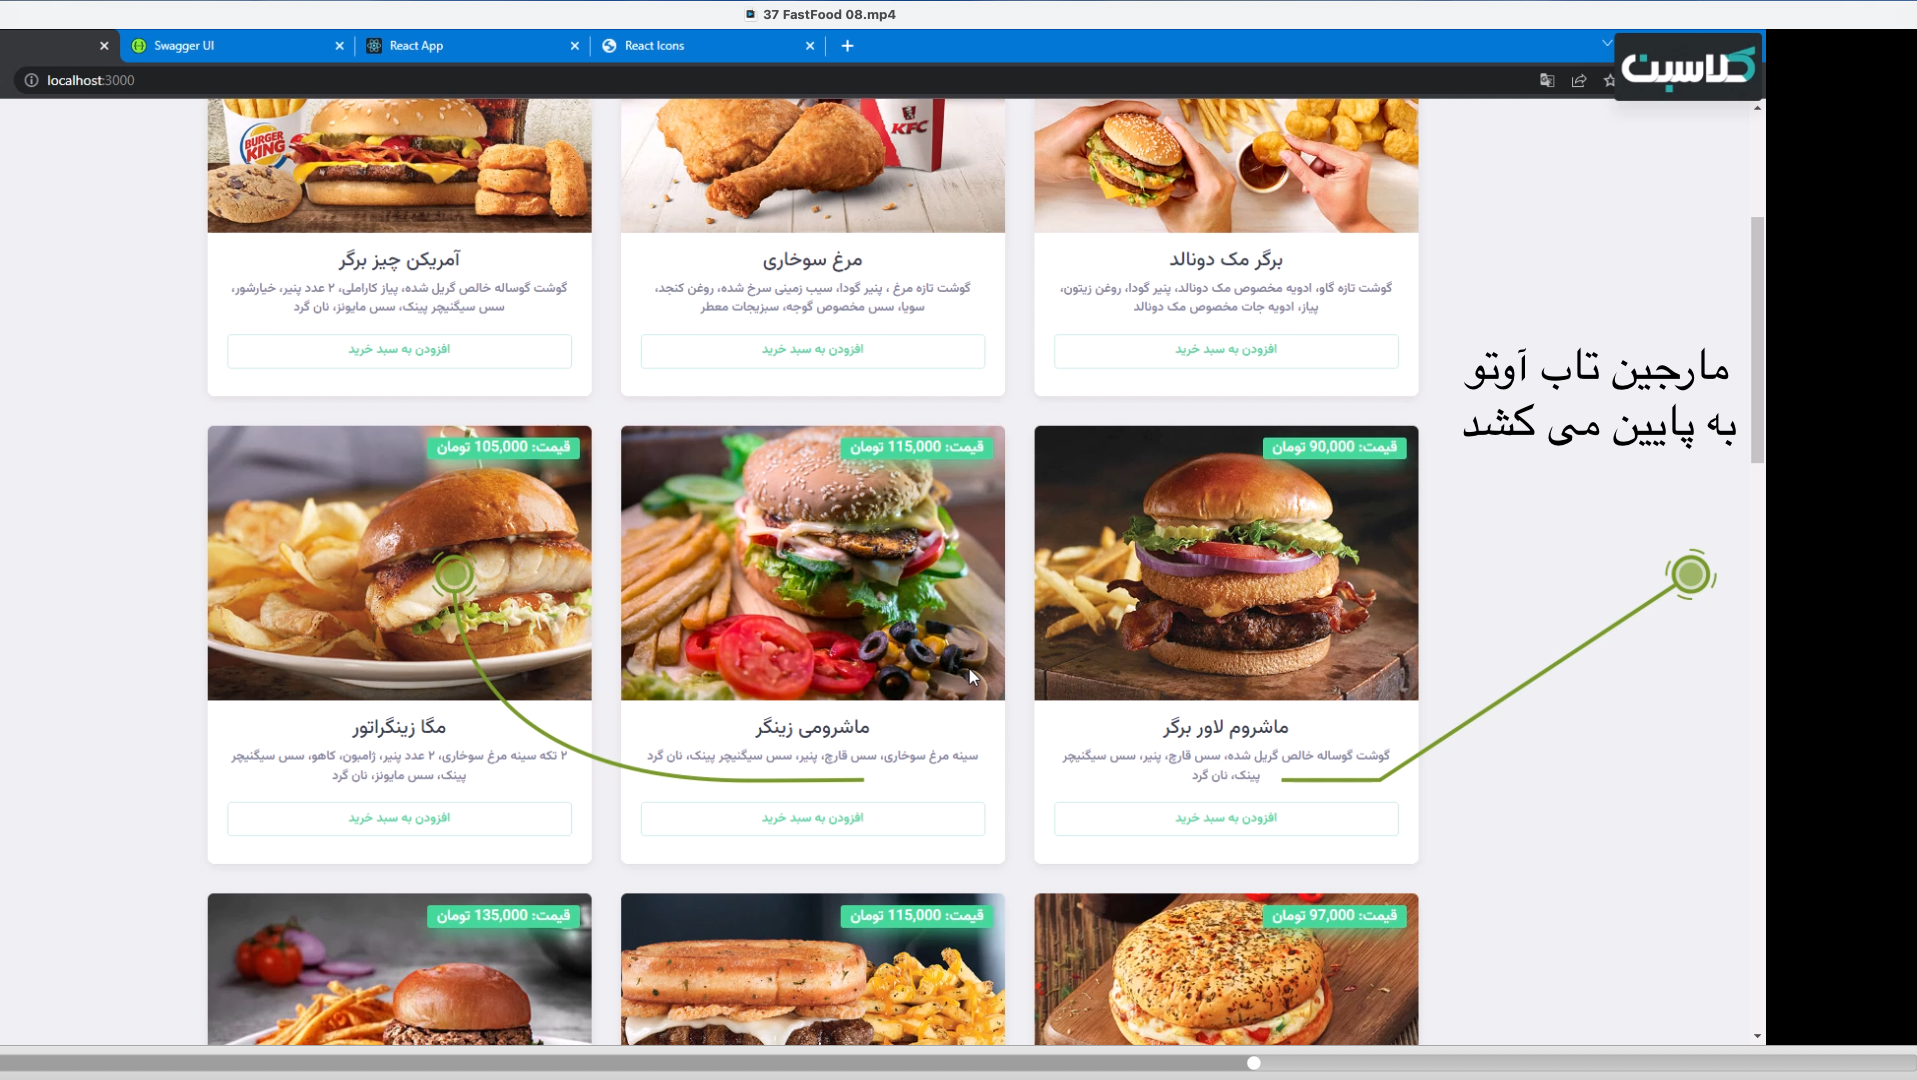 37 FastFood 08.mp4
Swagger UI
React App
React Icons
کلاسیت
localhost:3000
BURGER KING
KFC
برگر مک دونالد
گوشت تازه گاو، ادویه مخصوص مک دونالد، پنیر گودا، روغن زیتون،
پیاز، ادویه جات مخصوص مک دونالد
افزودن به سبد خرید
مرغ سوخاری
گوشت تازه مرغ ، پنیر گودا، سیب زمینی سرخ شده، روغن کنجد،
سویا، سس مخصوص گوجه، سبزیجات معطر
افزودن به سبد خرید
آمریکن چیز برگر
گوشت گوساله خالص گریل شده، پیاز کاراملی، ۲ عدد پنیر، خیارشور،
سس سیگنیچر پینک، سس مایونز، نان گرد
افزودن به سبد خرید
مارجین تاب آوتو
به پایین می کشد
قیمت: 90,000 تومان
ماشروم لاور برگر
گوشت گوساله خالص گریل شده، سس قارچ، پنیر، سس سیگنیچر
پینک، نان گرد
افزودن به سبد خرید
قیمت: 115,000 تومان
ماشرومی زینگر
سینه مرغ سوخاری، سس قارچ، پنیر، سس سیگنیچر پینک، نان گرد
افزودن به سبد خرید
قیمت: 105,000 تومان
مگا زینگراتور
۲ تکه سینه مرغ سوخاری، ۲ عدد پنیر، ژامبون، کاهو، سس سیگنیچر
پینک، سس مایونز، نان گرد
افزودن به سبد خرید
قیمت: 97,000 تومان
قیمت: 115,000 تومان
قیمت: 135,000 تومان